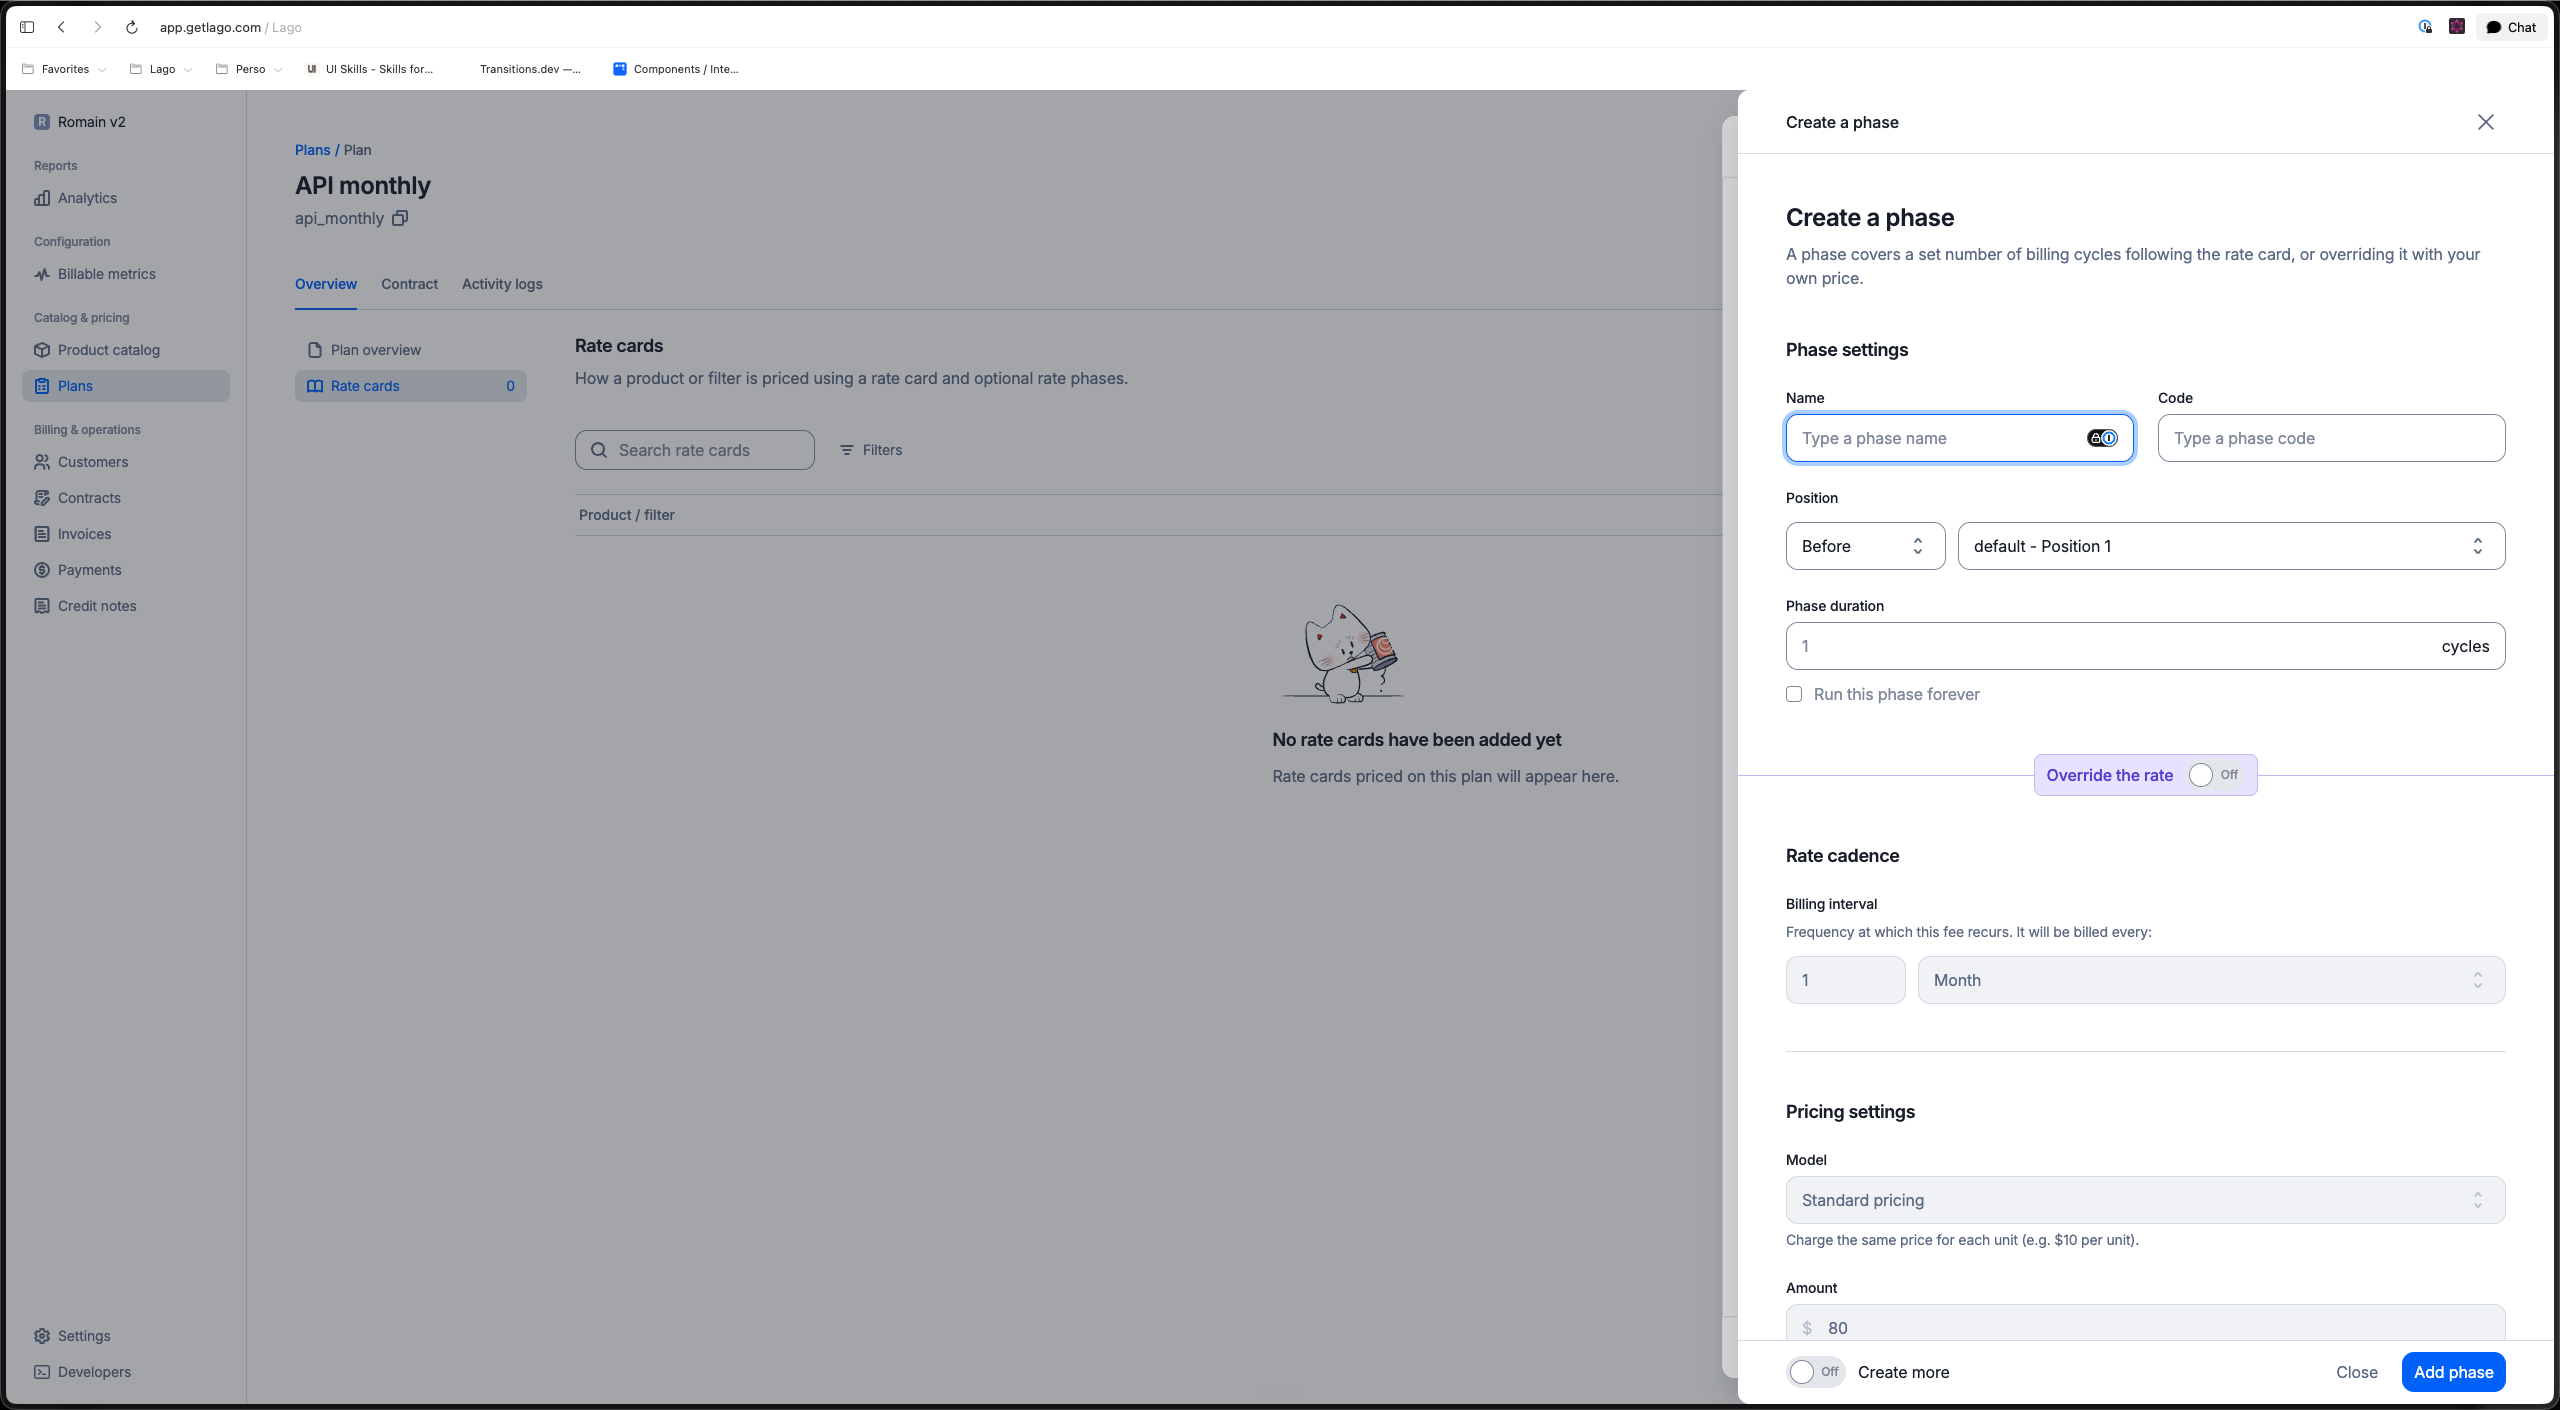 app.getlago.com / Lago
Chat
Favorites
Lago
Perso
UI Skills - Skills for...
Transitions.dev —...
Components / Inte...
R Romain v2
Reports
Analytics
Configuration
Billable metrics
Catalog & pricing
Product catalog
Plans
Billing & operations
Customers
Contracts
Invoices
Payments
Credit notes
Settings
Developers
Plans / Plan
API monthly
api_monthly
Overview
Contract
Activity logs
Plan overview
Rate cards 0
Rate cards
How a product or filter is priced using a rate card and optional rate phases.
Search rate cards
Filters
Product / filter
No rate cards have been added yet
Rate cards priced on this plan will appear here.
Create a phase
Create a phase
A phase covers a set number of billing cycles following the rate card, or overriding it with your
own price.
Phase settings
Name
Code
Type a phase name
Type a phase code
Position
Before
default - Position 1
Phase duration
1 cycles
Run this phase forever
Override the rate Off
Rate cadence
Billing interval
Frequency at which this fee recurs. It will be billed every:
1
Month
Pricing settings
Model
Standard pricing
Charge the same price for each unit (e.g. $10 per unit).
Amount
$ 80
Off Create more
Close
Add phase